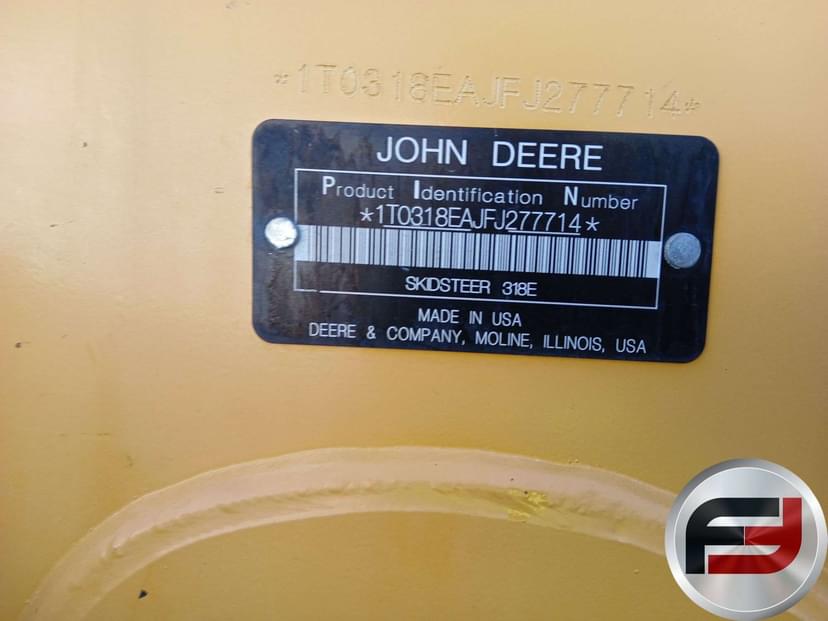 *1T0318EAJFJ277714*
JOHN DEERE
Product Identification Number
*1T0318EAJFJ277714*
SKIDSTEER 318E
MADE IN USA
DEERE & COMPANY, MOLINE, ILLINOIS, USA